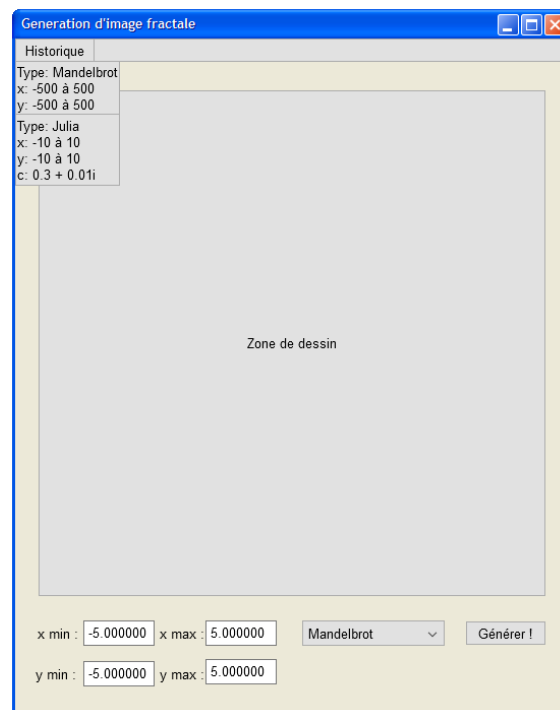 Generation d'image fractale
Historique
Type: Mandelbrot
x: -500 à 500
y: -500 à 500
Type: Julia
x: -10 à 10
y: -10 à 10
c: 0.3 + 0.01i
Zone de dessin
x min : -5.000000 x max : 5.000000 Mandelbrot Générer !
y min : -5.000000 y max : 5.000000